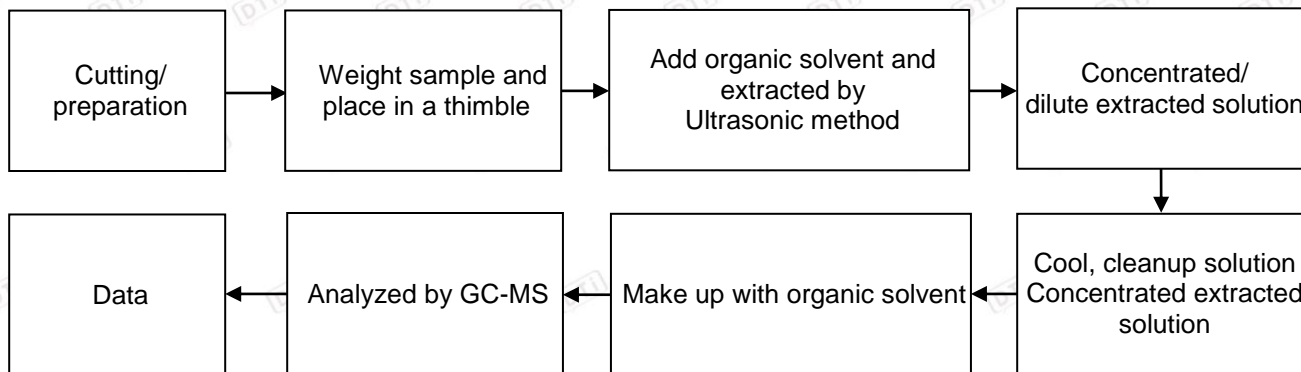 Cutting/
preparation
Weight sample and
place in a thimble
Add organic solvent and
extracted by
Ultrasonic method
Concentrated/
dilute extracted solution
Cool, cleanup solution
Concentrated extracted
solution
Make up with organic solvent
Analyzed by GC-MS
Data